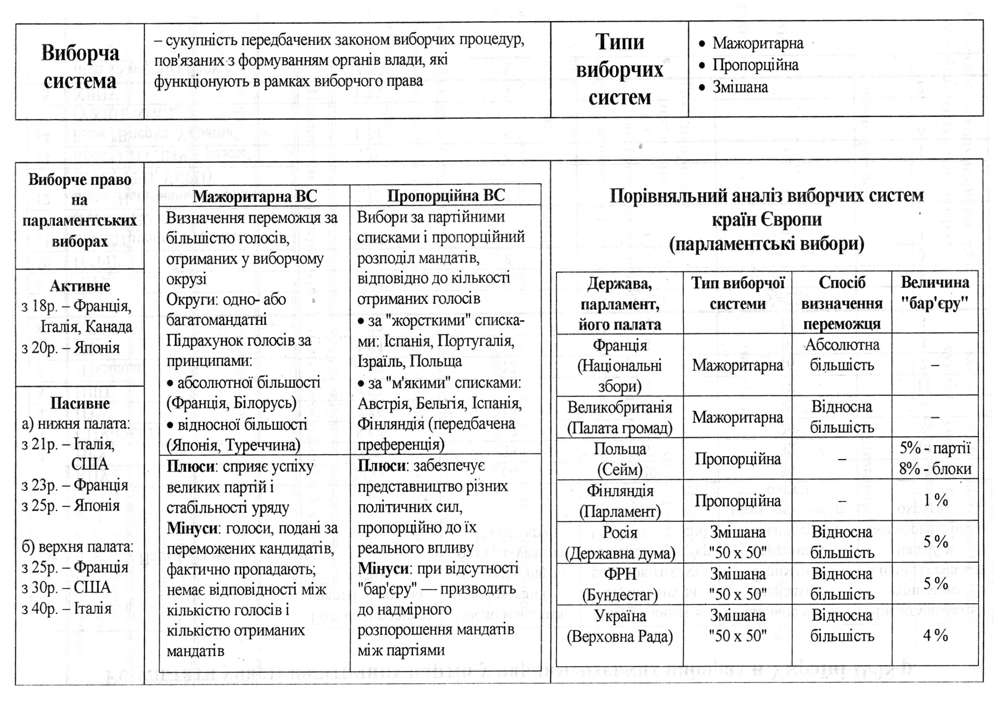 Виборча
система
– сукупність передбачених законом виборчих процедур,
пов'язаних з формуванням органів влади, які
функціонують в рамках виборчого права
Типи
виборчих
систем
• Мажоритарна
• Пропорційна
• Змішана
Виборче право
на
парламентських
виборах
Активне
з 18р. – Франція,
Італія, Канада
з 20р. – Японія
Пасивне
а) нижня палата:
з 21р. – Італія,
США
з 23р. – Франція
з 25р. – Японія
б) верхня палата:
з 25р. – Франція
з 30р. – США
з 40р. – Італія
Мажоритарна ВС
Визначення переможця за
більшістю голосів,
отриманих у виборчому
окрузі
Округи: одно- або
багатомандатні
Підрахунок голосів за
принципами:
• абсолютної більшості
(Франція, Білорусь)
• відносної більшості
(Японія, Туреччина)
Плюси: сприяє успіху
великих партій і
стабільності уряду
Мінуси: голоси, подані за
переможених кандидатів,
фактично пропадають;
немає відповідності між
кількістю голосів і
кількістю отриманих
мандатів
Пропорційна ВС
Вибори за партійними
списками і пропорційний
розподіл мандатів,
відповідно до кількості
отриманих голосів
• за "жорсткими" списка-
ми: Іспанія, Португалія,
Ізраїль, Польща
• за "м'якими" списками:
Австрія, Бельгія, Іспанія,
Фінляндія (передбачена
преференція)
Плюси: забезпечує
представництво різних
політичних сил,
пропорційно до їх
реального впливу
Мінуси: при відсутності
"бар'єру" — призводить
до надмірного
розпорошення мандатів
між партіями
Порівняльний аналіз виборчих систем
країн Європи
(парламентські вибори)
Держава,
парламент,
його палата
Тип виборчої
системи
Спосіб
визначення
переможця
Величина
"бар'єру"
Франція
(Національні
збори)
Мажоритарна
Абсолютна
більшість
–
Великобританія
(Палата громад)
Мажоритарна
Відносна
більшість
–
Польща
(Сейм)
Пропорційна
–
5% - партії
8% - блоки
Фінляндія
(Парламент)
Пропорційна
–
1 %
Росія
(Державна дума)
Змішана
"50 х 50"
Відносна
більшість
5 %
ФРН
(Бундестаг)
Змішана
"50 х 50"
Відносна
більшість
5 %
Україна
(Верховна Рада)
Змішана
"50 х 50"
Відносна
більшість
4 %